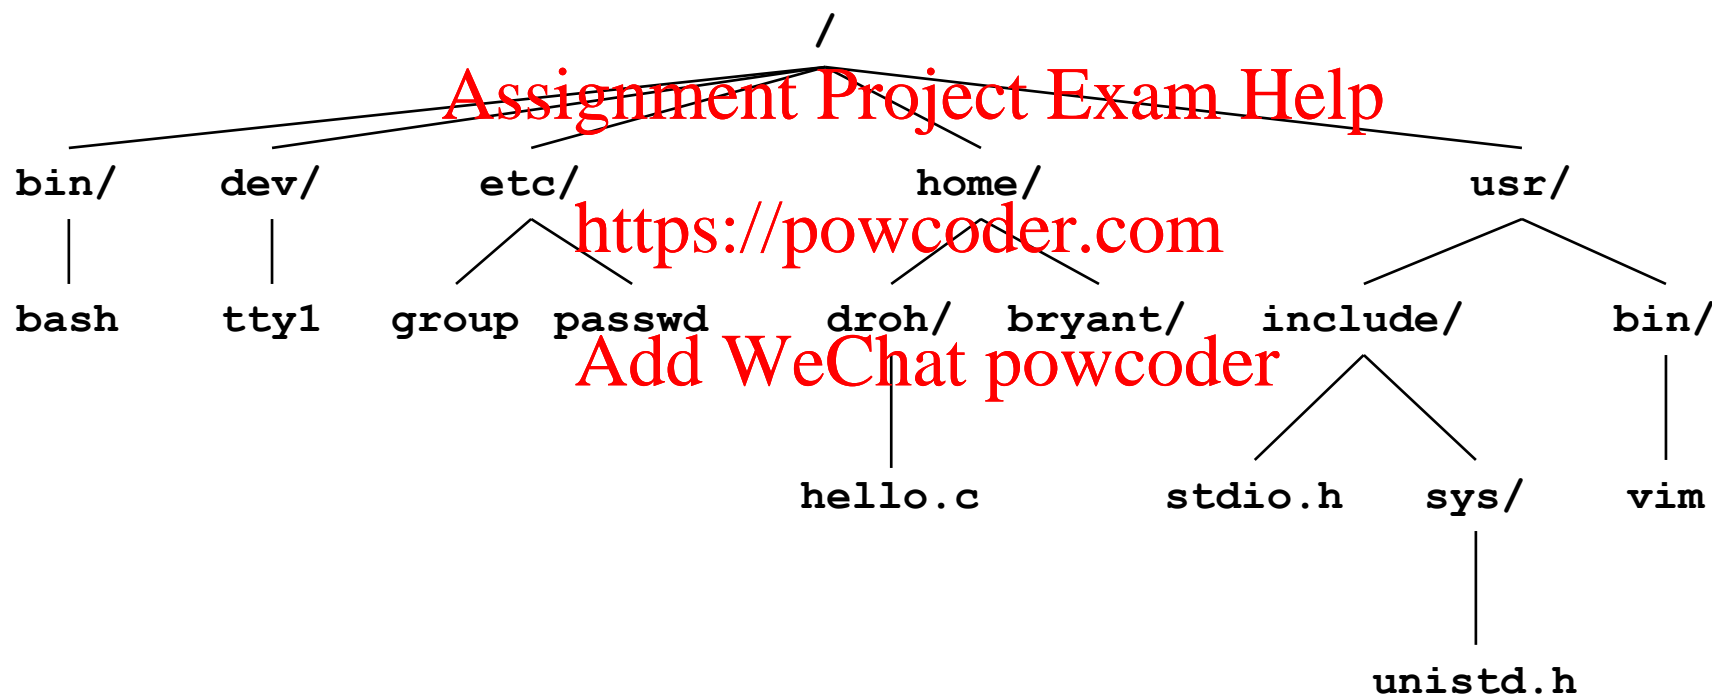 /
Assignment Project Exam Help
bin/ dev/ etc/ home/ usr/
https://powcoder.com
bash tty1 group passwd droh/ bryant/ include/ bin/
Add WeChat powcoder
hello.c stdio.h sys/ vim
unistd.h